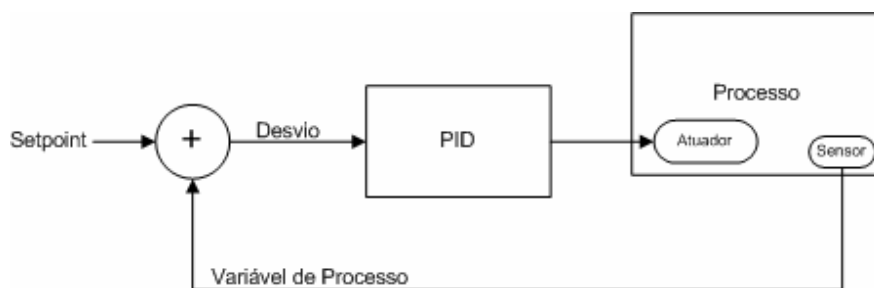 Setpoint
+
Desvio
PID
Processo
Atuador
Sensor
Variável de Processo